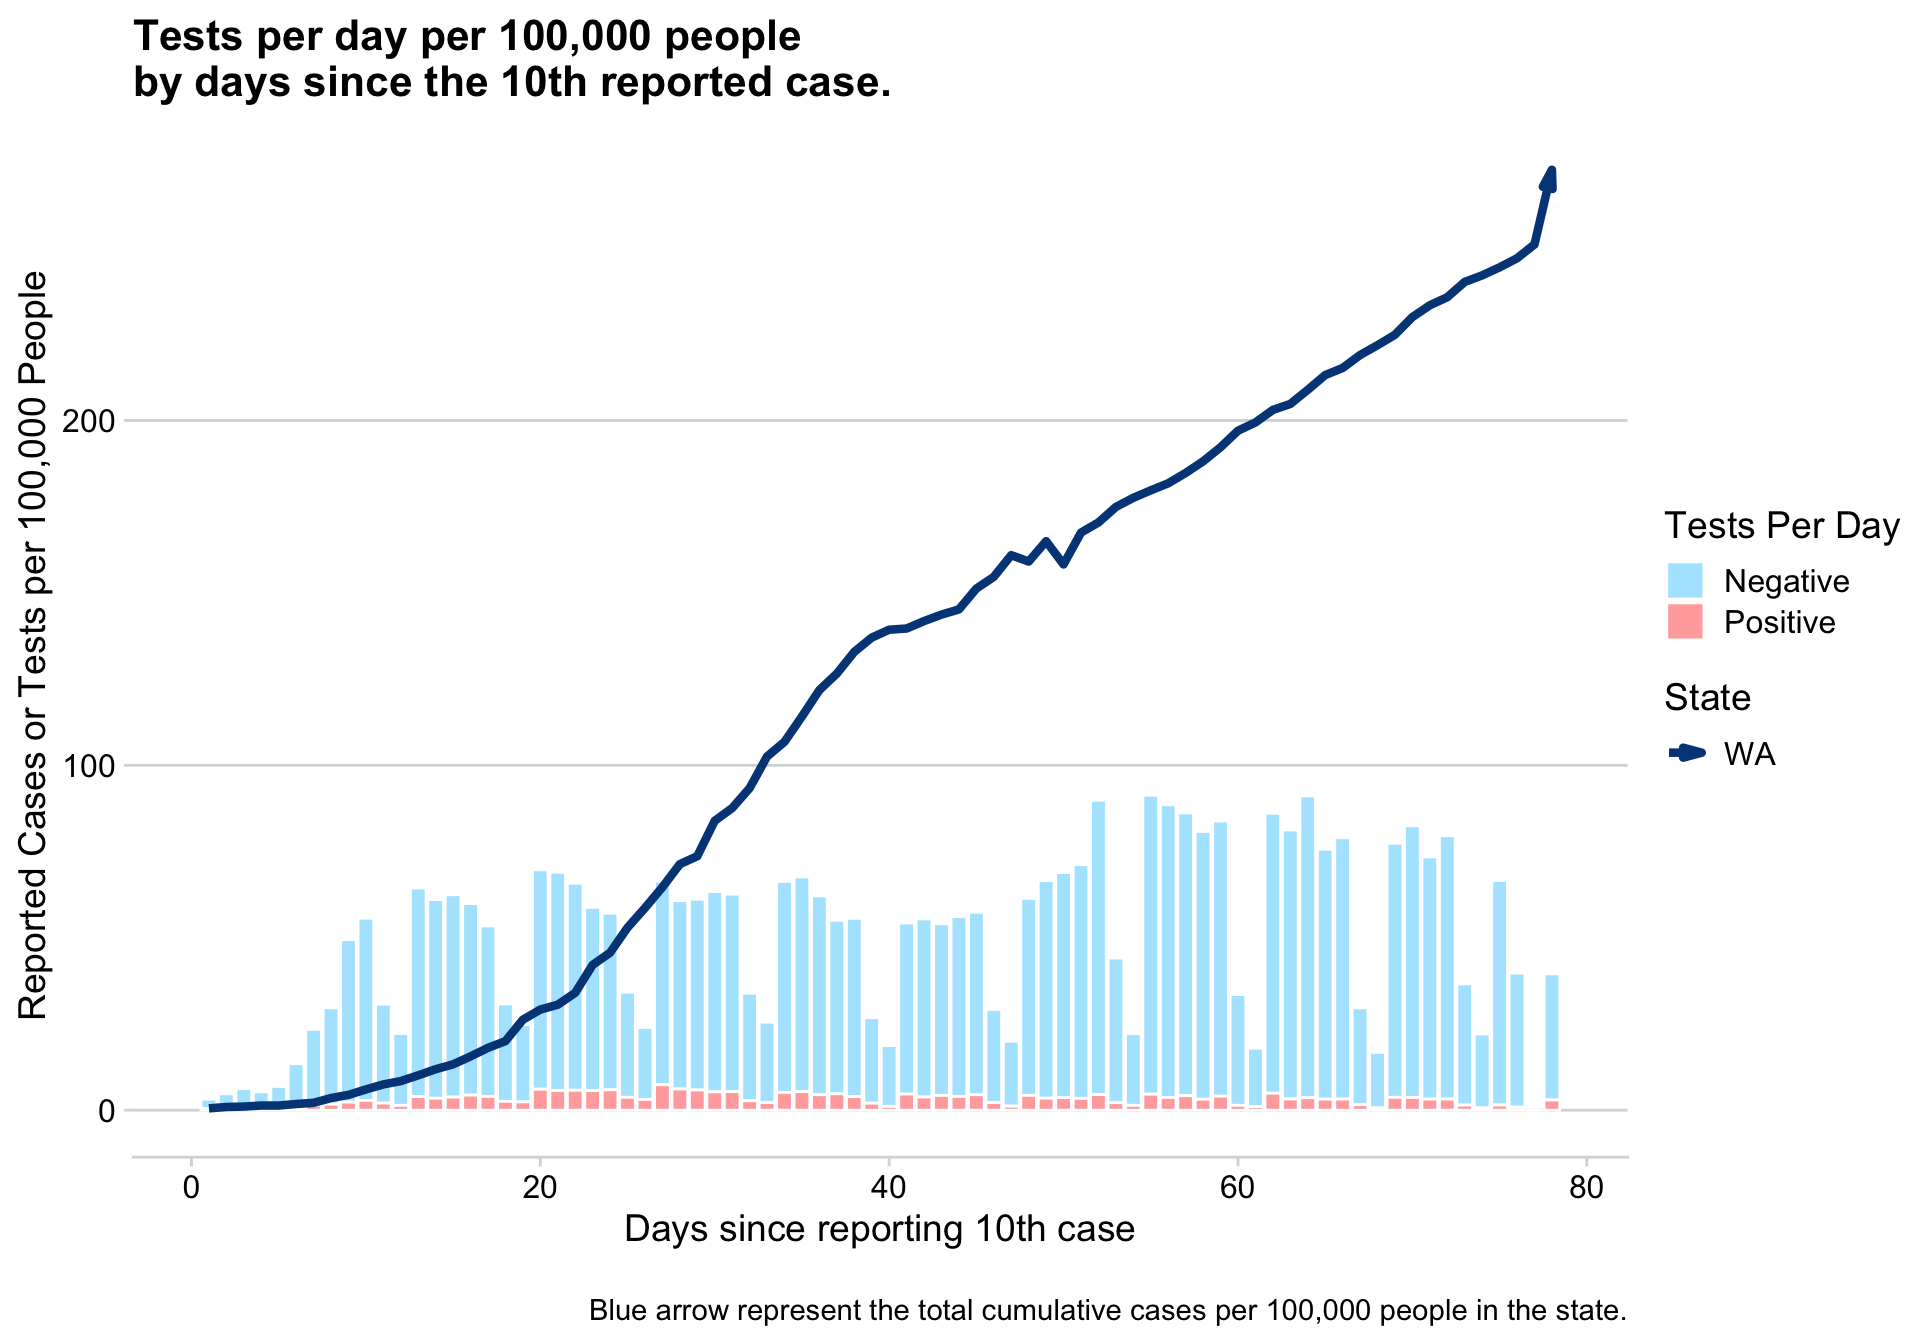 Tests per day per 100,000 people
by days since the 10th reported case.
Reported Cases or Tests per 100,000 People
200
100
0
0
20
40
60
80
Days since reporting 10th case
Tests Per Day
Negative
Positive
State
WA
Blue arrow represent the total cumulative cases per 100,000 people in the state.